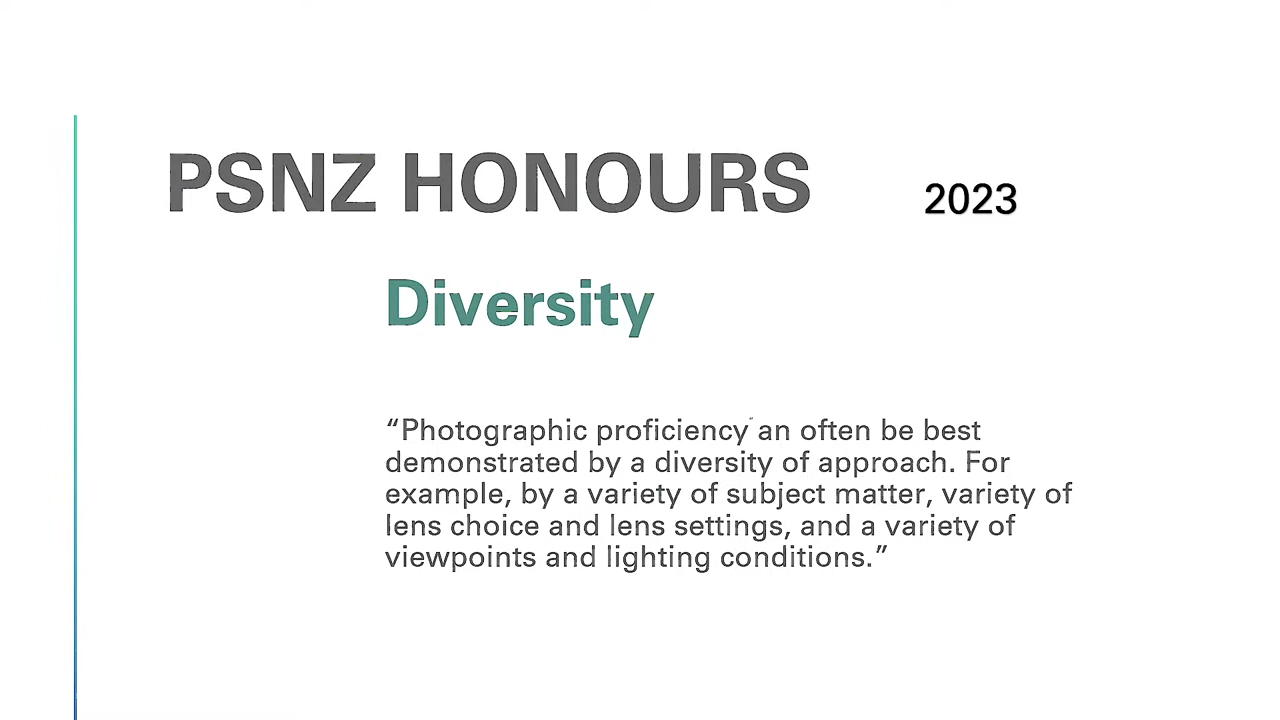 PSNZ HONOURS 2023
Diversity
“Photographic proficiency an often be best
demonstrated by a diversity of approach. For
example, by a variety of subject matter, variety of
lens choice and lens settings, and a variety of
viewpoints and lighting conditions.”